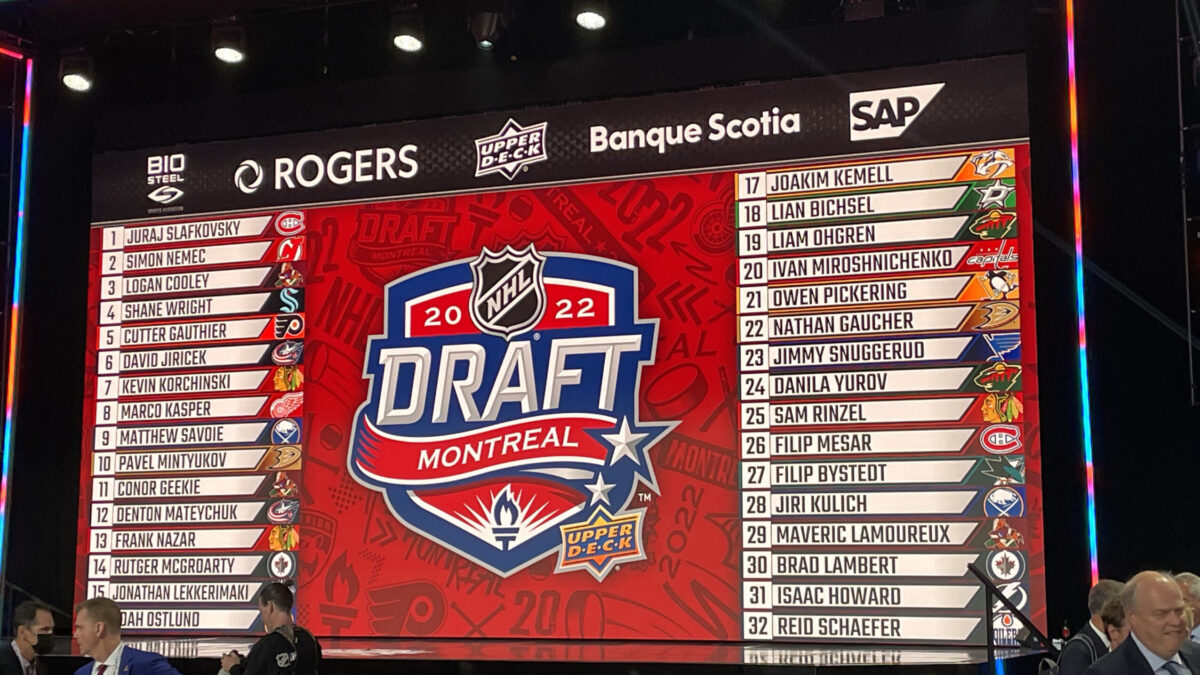 BIO
STEEL
ROGERS
UPPER
D·E·C·K
Banque Scotia
SAP
1 JURAJ SLAFKOVSKY
2 SIMON NEMEC
3 LOGAN COOLEY
4 SHANE WRIGHT
5 CUTTER GAUTHIER
6 DAVID JIRICEK
7 KEVIN KORCHINSKI
8 MARCO KASPER
9 MATTHEW SAVOIE
10 PAVEL MINTYUKOV
11 CONOR GEEKIE
12 DENTON MATEYCHUK
13 FRANK NAZAR
14 RUTGER MCGROARTY
15 JONATHAN LEKKERIMAKI
OAH OSTLUND
NHL
2022
DRAFT
MONTREAL
TM
UPPER
D·E·C·K
17 JOAKIM KEMELL
18 LIAN BICHSEL
19 LIAM OHGREN
20 IVAN MIROSHNICHENKO capitals
21 OWEN PICKERING
22 NATHAN GAUCHER
23 JIMMY SNUGGERUD
24 DANILA YUROV
25 SAM RINZEL
26 FILIP MESAR
27 FILIP BYSTEDT
28 JIRI KULICH
29 MAVERIC LAMOUREUX
30 BRAD LAMBERT
31 ISAAC HOWARD
32 REID SCHAEFER